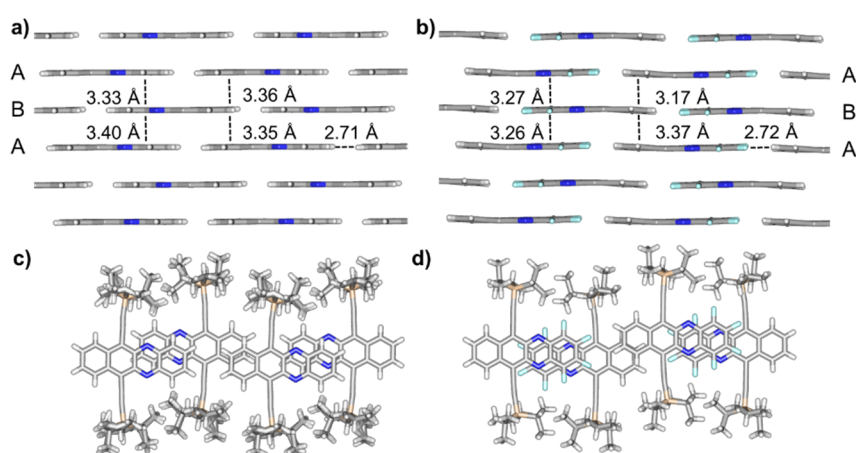 a)
A
3.33 Å
3.36 Å
B
3.40 Å
3.35 Å
2.71 Å
A
b)
A
3.27 Å
3.17 Å
B
3.26 Å
3.37 Å
2.72 Å
A
c)
d)